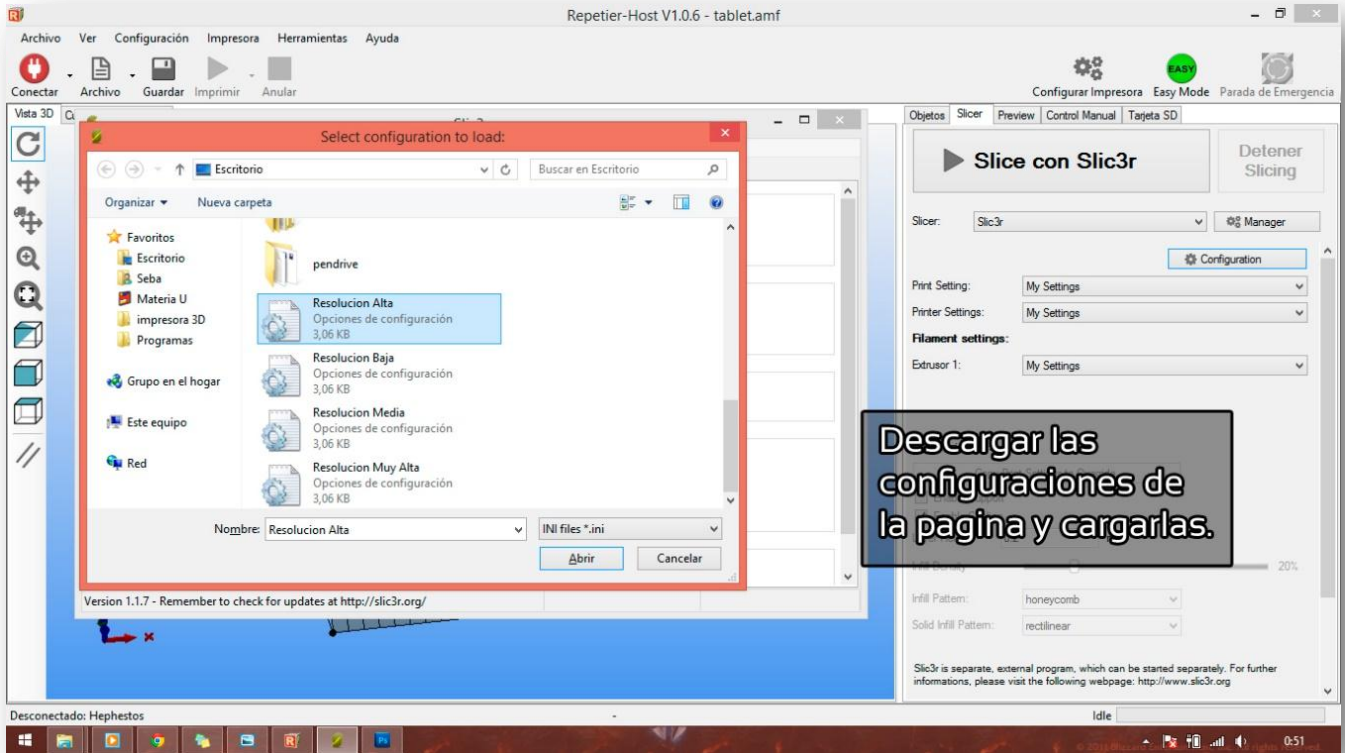 Repetier-Host V1.0.6 - tablet.amf
Archivo Ver Configuración Impresora Herramientas Ayuda
Conectar Archivo Guardar Imprimir Anular
Configurar Impresora Easy Mode Parada de Emergencia
EASY
Vista 3D
Select configuration to load:
Escritorio
Buscar en Escritorio
Organizar Nueva carpeta
Favoritos
Escritorio
Seba
Materia U
impresora 3D
Programas
Grupo en el hogar
Este equipo
Red
pendrive
Resolucion Alta
Opciones de configuración
3,06 KB
Resolucion Baja
Opciones de configuración
3,06 KB
Resolucion Media
Opciones de configuración
3,06 KB
Resolucion Muy Alta
Opciones de configuración
3,06 KB
Nombre: Resolucion Alta
INI files *.ini
Abrir Cancelar
Version 1.1.7 - Remember to check for updates at http://slic3r.org/
Objetos Slicer Preview Control Manual Tarjeta SD
Slice con Slic3r
Detener
Slicing
Slicer: Slic3r Manager
Configuration
Print Setting: My Settings
Printer Settings: My Settings
Filament settings:
Extrusor 1: My Settings
Descargar las
configuraciones de
la pagina y cargarlas.
20%
Infill Pattern: honeycomb
Solid Infill Pattern: rectilinear
Slic3r is separate, external program, which can be started separately. For further
informations, please visit the following webpage: http://www.slic3r.org
Desconectado: Hephestos - Idle
0:51